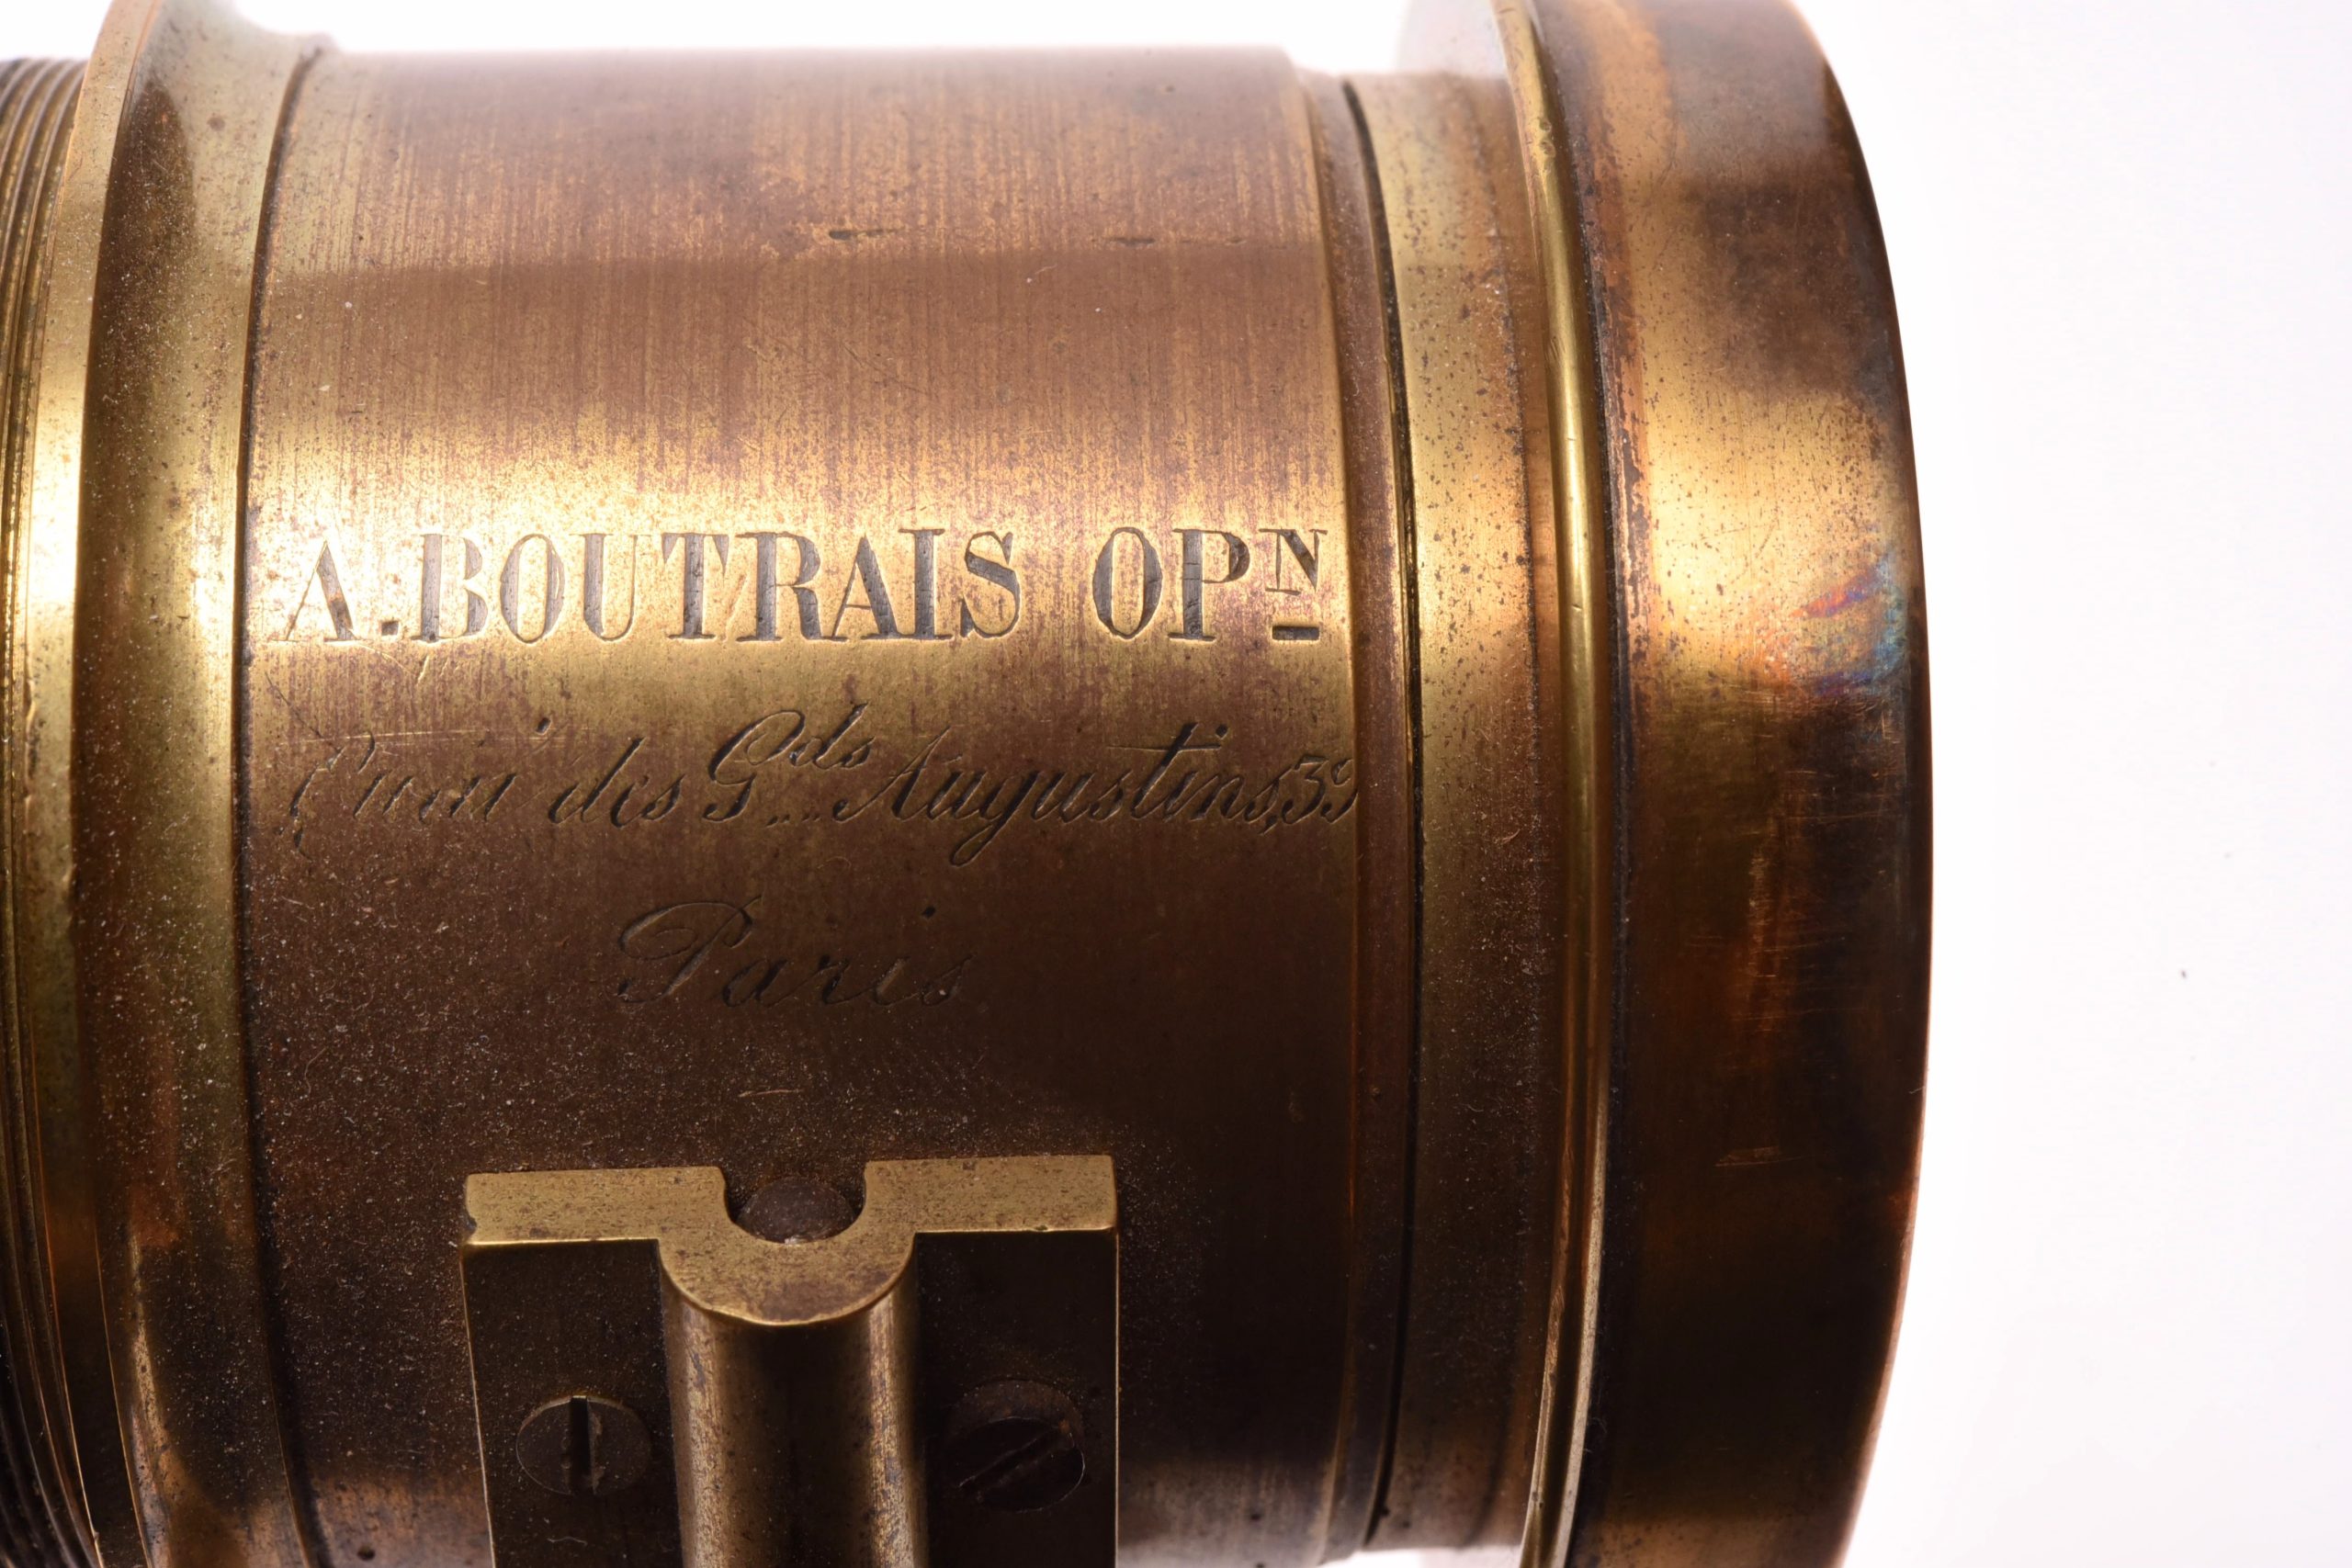 A. BOUTRAIS OPN
Quai des Gds Augustins, 39
Paris